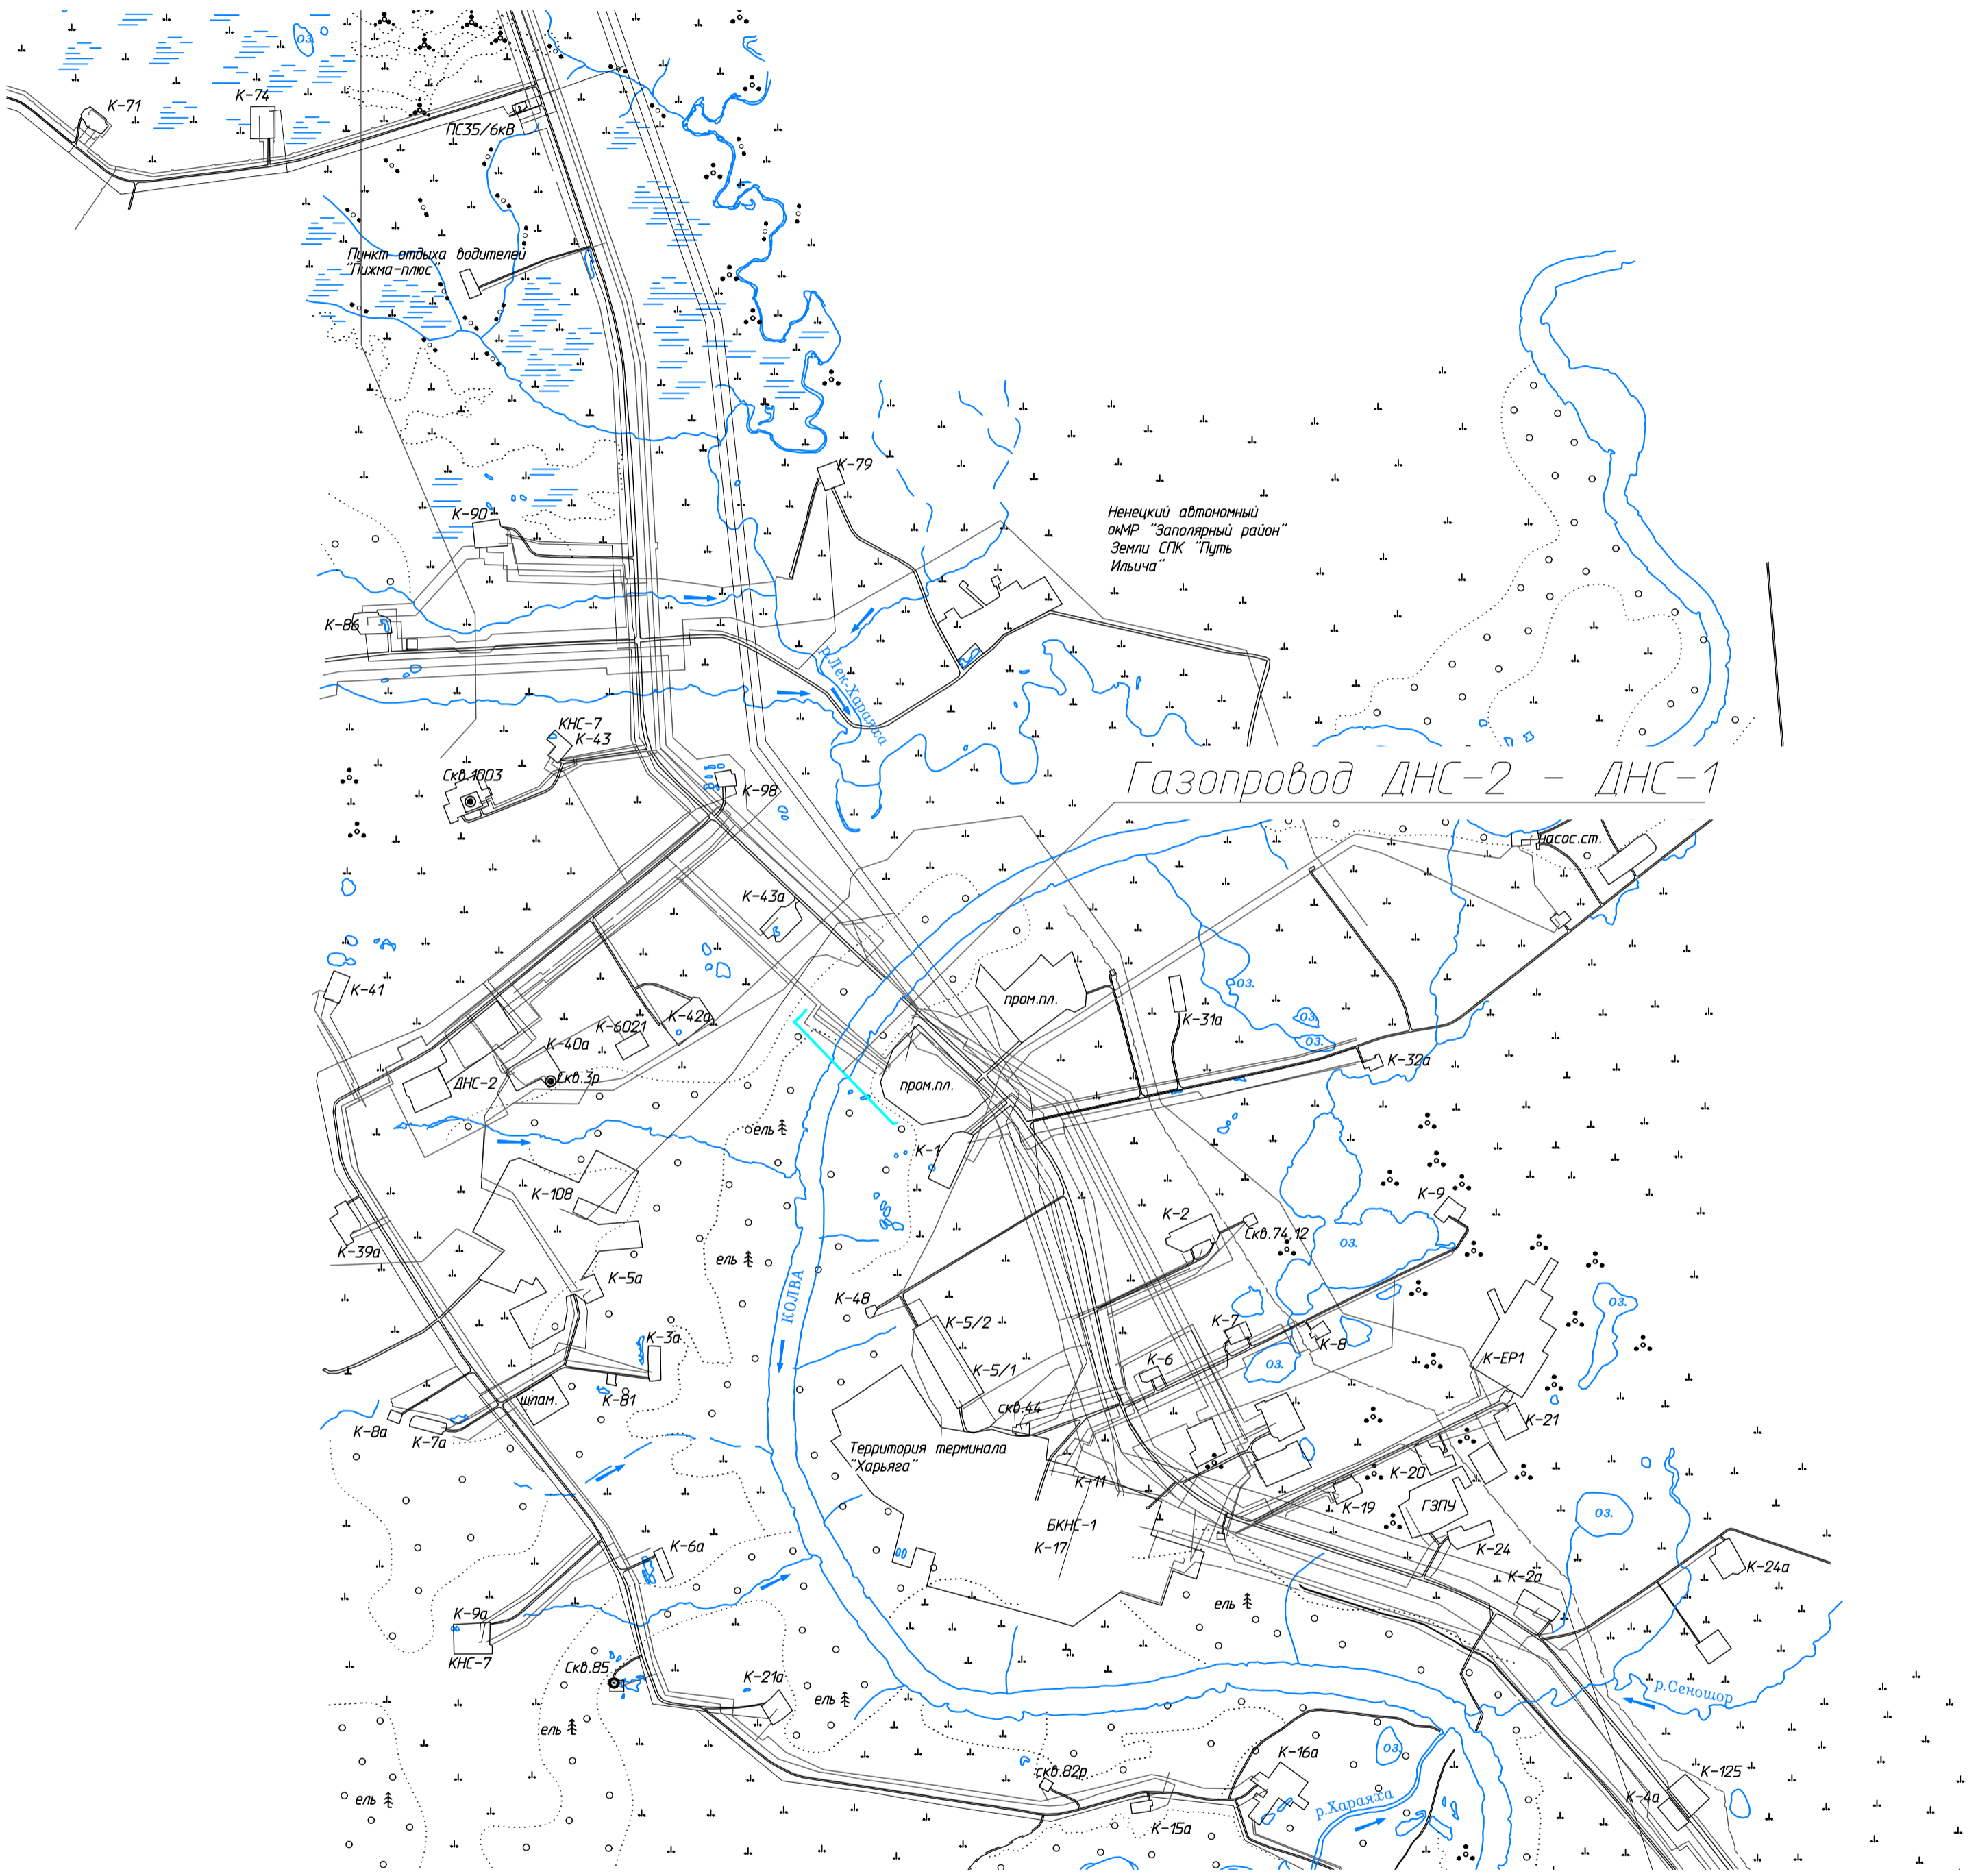 оз.
К-71
К-74
ПС35/6кВ
Пункт отдыха водителей
"Пижма-плюс"
К-79
К-90
Ненецкий автономный
окМР "Заполярный район"
Земли СПК "Путь
Ильича"
К-86
р.Лек-Хараяха
КНС-7
К-43
Скв.1003
К-98
Газопровод ДНС-2 - ДНС-1
насос.ст.
К-43а
К-41
оз.
пром.пл.
К-42а
К-6021
К-31а
оз.
оз.
К-40а
Скв.3р
ДНС-2
пром.пл.
К-32а
ель
К-1
К-108
К-9
К-2
Скв.74,12
К-39а
ель
оз.
К-5а
КОЛВА
К-48
оз.
К-5/2
К-7
К-3а
К-8
К-6
оз.
К-ЕР1
К-5/1
шлам.
К-81
скв.44
К-8а
К-7а
К-21
Территория терминала
"Харьяга"
К-20
К-11
К-19
ГЗПУ
оз.
БКНС-1
К-17
К-6а
К-24
К-24а
К-2а
ель
К-9а
КНС-7
Скв.85
К-21а
ель
р.Сеношор
ель
К-16а
оз.
скв.82р
К-125
ель
р.Хараяха
К-4а
К-15а